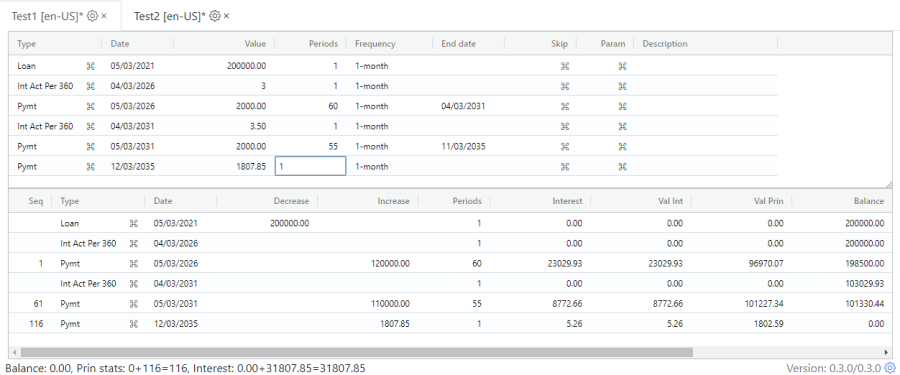 Test1 [en-US]* × Test2 [en-US]* ×
Type Date Value Periods Frequency End date Skip Param Description
Loan ⌘ 05/03/2021 200000.00 1 1-month ⌘ ⌘
Int Act Per 360 ⌘ 04/03/2026 3 1 1-month ⌘ ⌘
Pymt ⌘ 05/03/2026 2000.00 60 1-month 04/03/2031 ⌘ ⌘
Int Act Per 360 ⌘ 04/03/2031 3.50 1 1-month ⌘ ⌘
Pymt ⌘ 05/03/2031 2000.00 55 1-month 11/03/2035 ⌘ ⌘
Pymt ⌘ 12/03/2035 1807.85 1 1-month ⌘ ⌘
Seq Type Date Decrease Increase Periods Interest Val Int Val Prin Balance
Loan ⌘ 05/03/2021 200000.00 1 0.00 0.00 0.00 200000.00
Int Act Per 360 ⌘ 04/03/2026 1 0.00 0.00 0.00 200000.00
1 Pymt ⌘ 05/03/2026 120000.00 60 23029.93 23029.93 96970.07 198500.00
Int Act Per 360 ⌘ 04/03/2031 1 0.00 0.00 0.00 103029.93
61 Pymt ⌘ 05/03/2031 110000.00 55 8772.66 8772.66 101227.34 101330.44
116 Pymt ⌘ 12/03/2035 1807.85 1 5.26 5.26 1802.59 0.00
Balance: 0.00, Prin stats: 0+116=116, Interest: 0.00+31807.85=31807.85 Version: 0.3.0/0.3.0